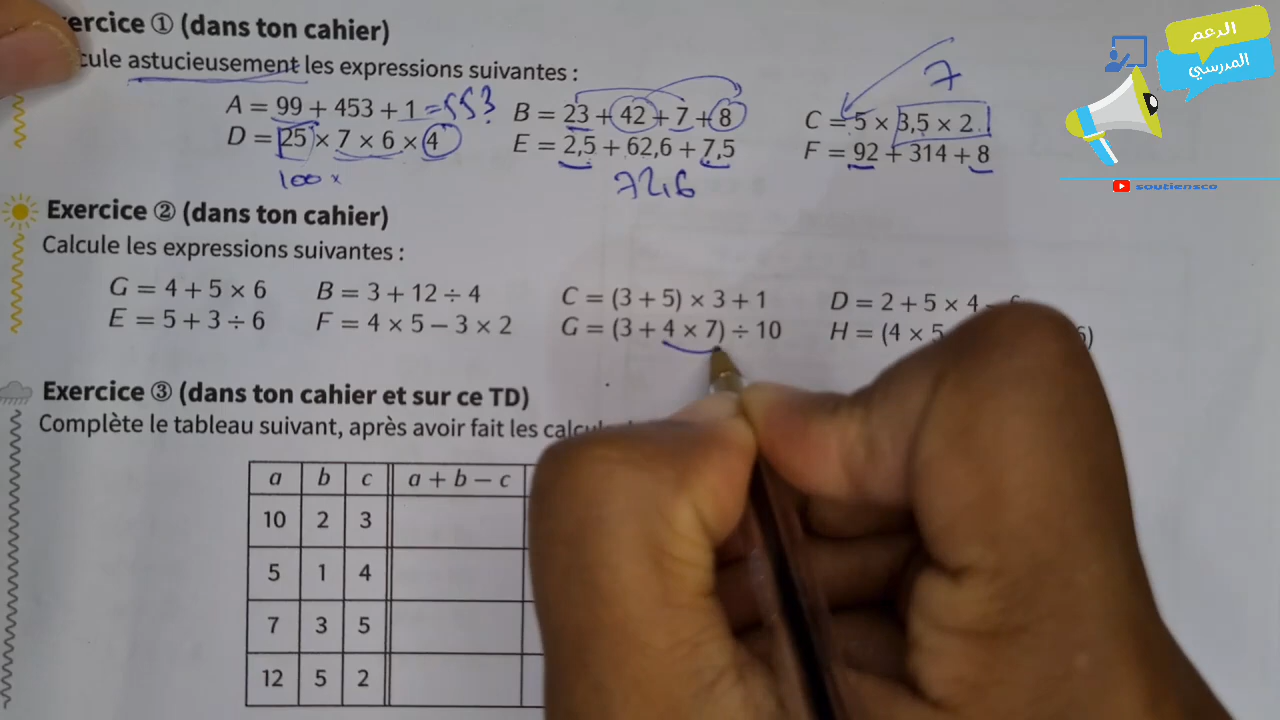 ercice ① (dans ton cahier)
cule astucieusement les expressions suivantes :
A = 99 + 453 + 1 = 553
B = 23 + 42 + 7 + 8
7
C = 5 × 3,5 × 2
D = 25 × 7 × 6 × 4
E = 2,5 + 62,6 + 7,5
F = 92 + 314 + 8
100 ×
72,6
Exercice ② (dans ton cahier)
Calcule les expressions suivantes :
G = 4 + 5 × 6
B = 3 + 12 ÷ 4
C = (3 + 5) × 3 + 1
D = 2 + 5 × 4 –
E = 5 + 3 ÷ 6
F = 4 × 5 – 3 × 2
G = (3 + 4 × 7) ÷ 10
H = (4 × 5
Exercice ③ (dans ton cahier et sur ce TD)
Complète le tableau suivant, après avoir fait les
a b c a + b – c
10 2 3
5 1 4
7 3 5
12 5 2
الدعم
المدرسي
soutiensco